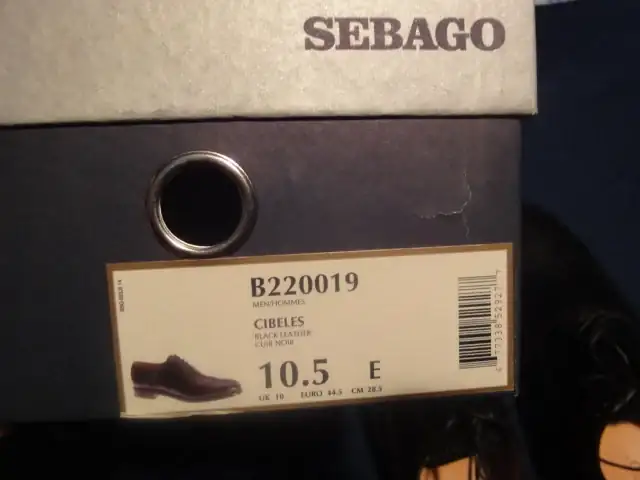 SEBAGO
B220019
MEN/HOMMES
CIBELES
BLACK LEATHER
CUIR NOIR
10.5 E
UK 10 EURO 44.5 CM 28.5